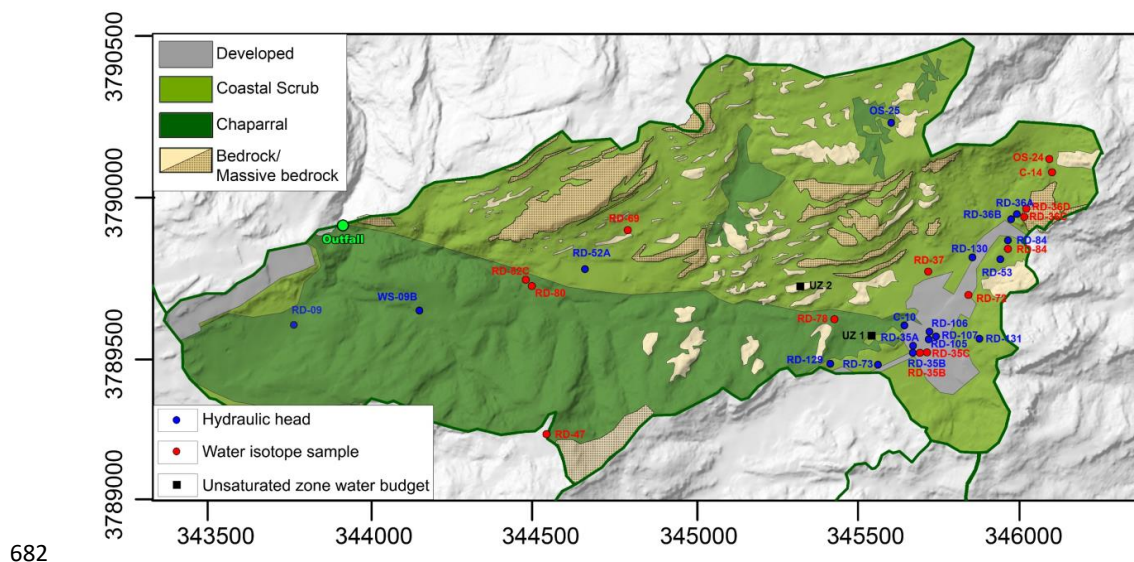 3790500
3790000
3789500
3789000
Developed
Coastal Scrub
Chaparral
Bedrock/
Massive bedrock
OS-25
OS-24
C-14
RD-36A
RD-36D
RD-36B
RD-36C
RD-84
RD-84
RD-130
RD-53
RD-37
RD-72
RD-69
RD-52A
Outfall
RD-82C
RD-80
UZ 2
WS-09B
RD-09
RD-78
C-10
UZ 1
RD-106
RD-107
RD-35A
RD-105
RD-131
RD-35C
RD-129
RD-73
RD-35B
RD-35B
RD-47
Hydraulic head
Water isotope sample
Unsaturated zone water budget
343500
344000
344500
345000
345500
346000
682